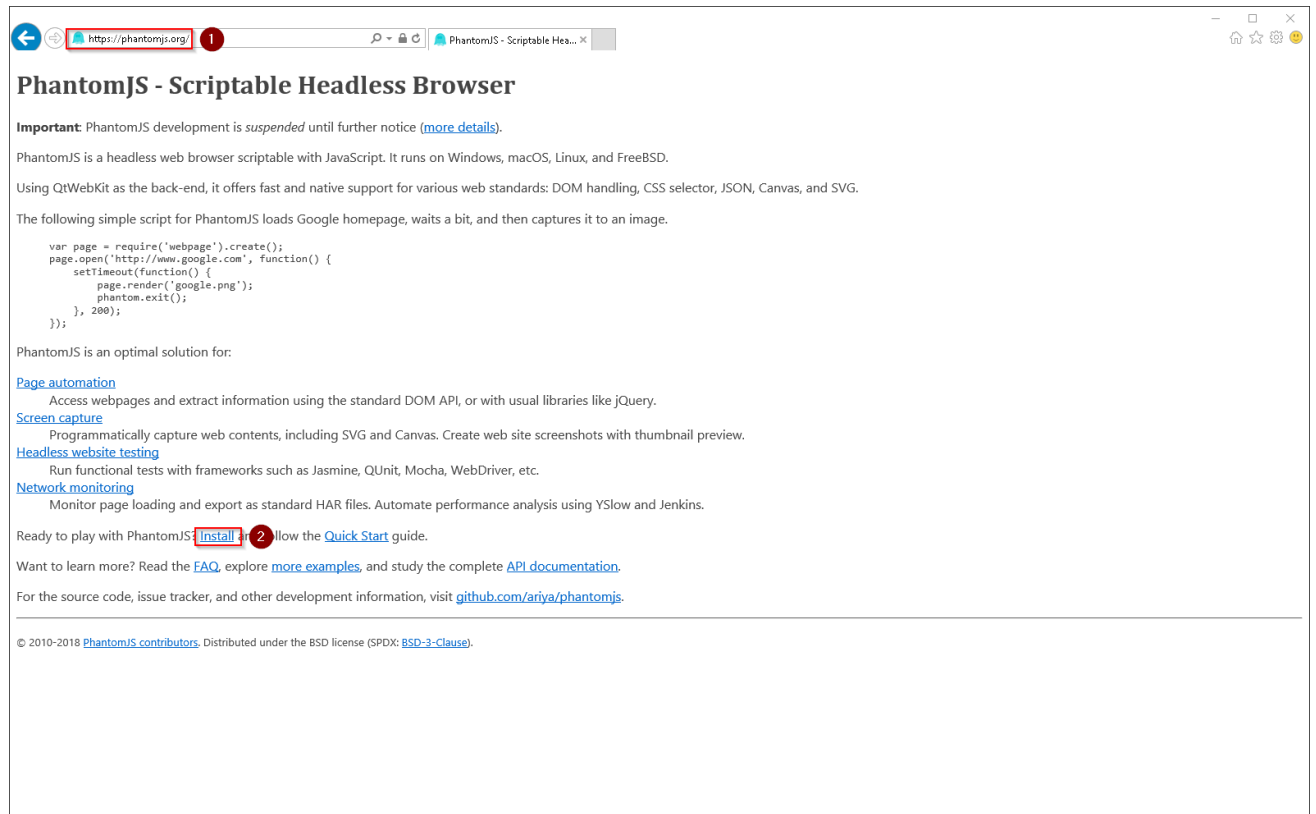 https://phantomjs.org/
1
PhantomJS - Scriptable Hea...
PhantomJS - Scriptable Headless Browser
Important: PhantomJS development is suspended until further notice (more details).
PhantomJS is a headless web browser scriptable with JavaScript. It runs on Windows, macOS, Linux, and FreeBSD.
Using QtWebKit as the back-end, it offers fast and native support for various web standards: DOM handling, CSS selector, JSON, Canvas, and SVG.
The following simple script for PhantomJS loads Google homepage, waits a bit, and then captures it to an image.
var page = require('webpage').create();
page.open('http://www.google.com', function() {
    setTimeout(function() {
        page.render('google.png');
        phantom.exit();
    }, 200);
});
PhantomJS is an optimal solution for:
Page automation
Access webpages and extract information using the standard DOM API, or with usual libraries like jQuery.
Screen capture
Programmatically capture web contents, including SVG and Canvas. Create web site screenshots with thumbnail preview.
Headless website testing
Run functional tests with frameworks such as Jasmine, QUnit, Mocha, WebDriver, etc.
Network monitoring
Monitor page loading and export as standard HAR files. Automate performance analysis using YSlow and Jenkins.
Ready to play with PhantomJS? Install 2 llow the Quick Start guide.
Want to learn more? Read the FAQ, explore more examples, and study the complete API documentation.
For the source code, issue tracker, and other development information, visit github.com/ariya/phantomjs.
© 2010-2018 PhantomJS contributors. Distributed under the BSD license (SPDX: BSD-3-Clause).